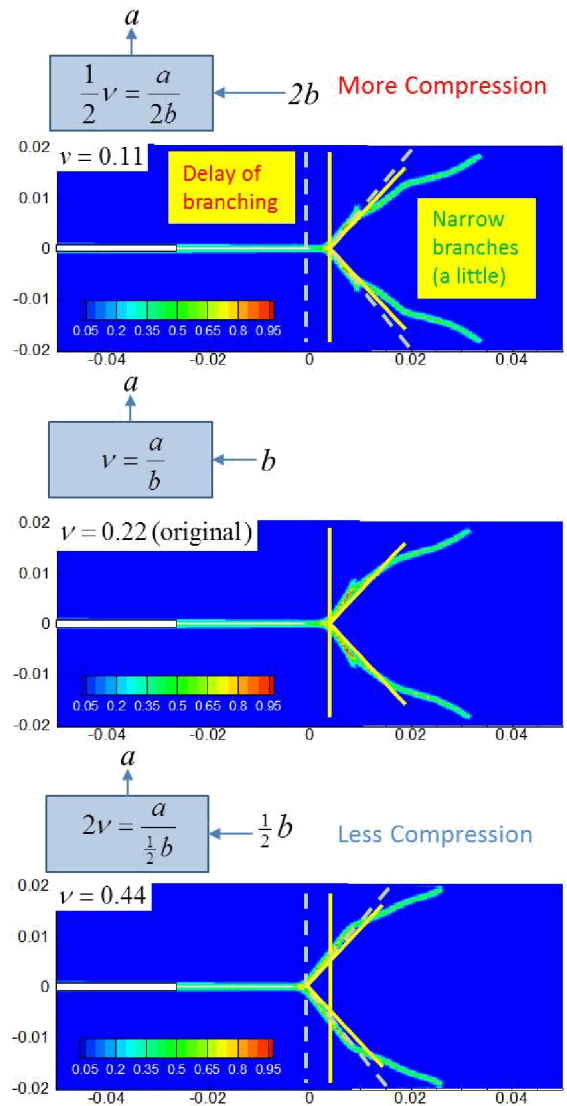 a
1/2 ν = a/2b
2b
More Compression
ν = 0.11
Delay of
branching
Narrow
branches
(a little)
0.02
0.01
0
-0.01
-0.02
0.05 0.2 0.35 0.5 0.65 0.8 0.95
-0.04 -0.02 0 0.02 0.04
a
ν = a/b
b
ν = 0.22 (original)
0.02
0.01
0
-0.01
-0.02
0.05 0.2 0.35 0.5 0.65 0.8 0.95
-0.04 -0.02 0 0.02 0.04
a
2ν = a/(1/2 b)
1/2 b
Less Compression
ν = 0.44
0.02
0.01
0
-0.01
-0.02
0.05 0.2 0.35 0.5 0.65 0.8 0.95
-0.04 -0.02 0 0.02 0.04